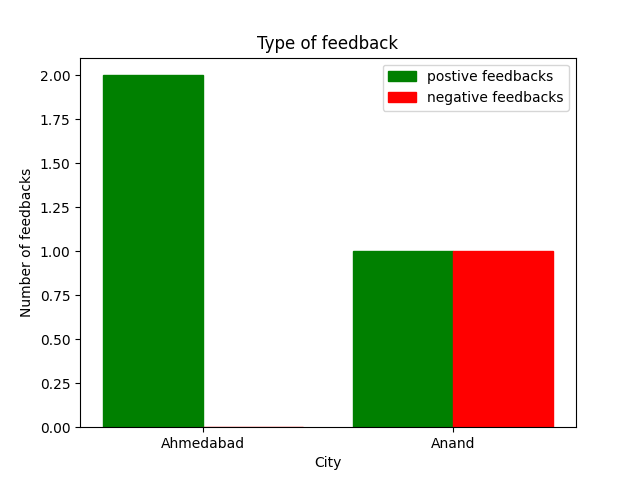 Type of feedback
postive feedbacks
negative feedbacks
2.00
1.75
1.50
1.25
1.00
0.75
0.50
0.25
0.00
Number of feedbacks
Ahmedabad
Anand
City